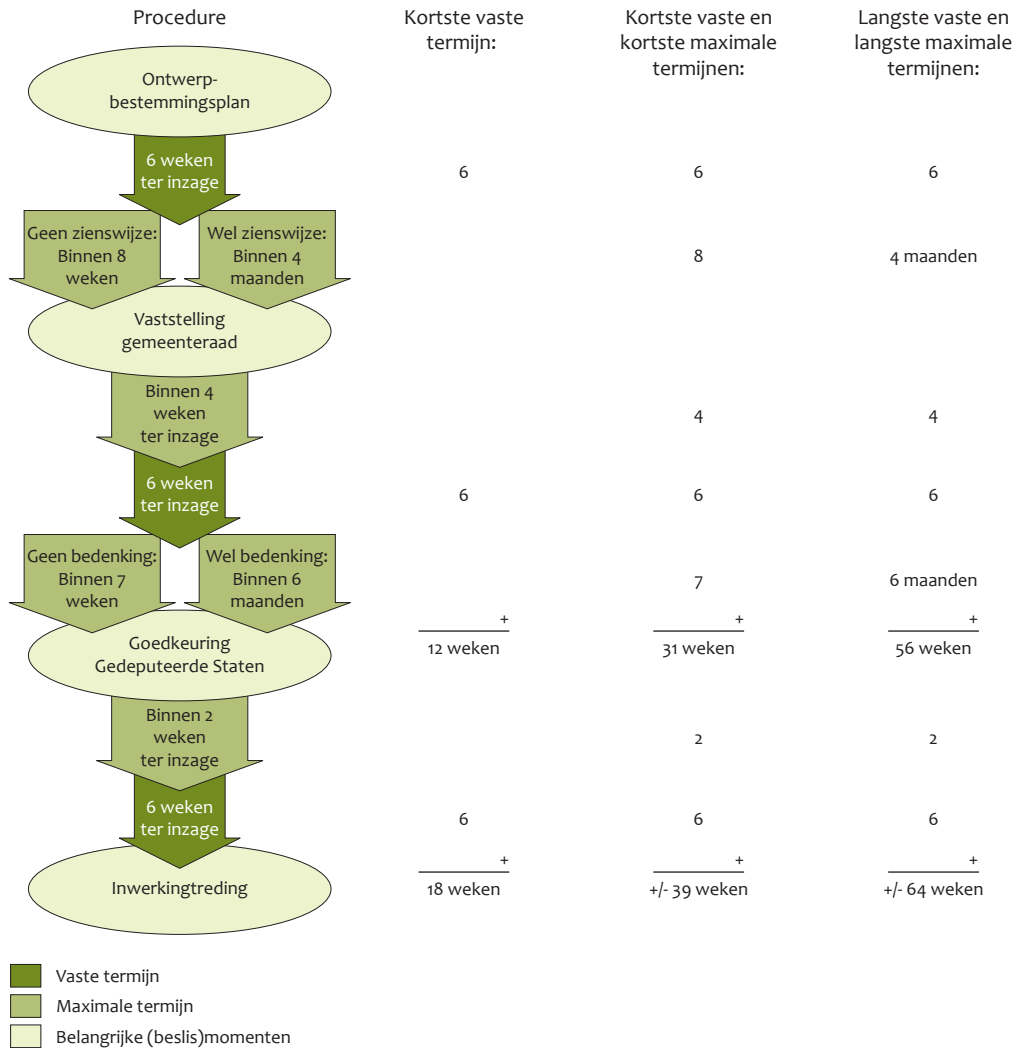 Procedure
Kortste vaste
termijn:
Kortste vaste en
kortste maximale
termijnen:
Langste vaste en
langste maximale
termijnen:
Ontwerp-
bestemmingsplan
6 weken
ter inzage
6
6
6
Geen zienswijze:
Binnen 8
weken
Wel zienswijze:
Binnen 4
maanden
8
4 maanden
Vaststelling
gemeenteraad
Binnen 4
weken
ter inzage
4
4
6 weken
ter inzage
6
6
6
Geen bedenking:
Binnen 7
weken
Wel bedenking:
Binnen 6
maanden
7
6 maanden
+
+
+
Goedkeuring
Gedeputeerde Staten
12 weken
31 weken
56 weken
Binnen 2
weken
ter inzage
2
2
6 weken
ter inzage
6
6
6
+
+
+
Inwerkingtreding
18 weken
+/- 39 weken
+/- 64 weken
Vaste termijn
Maximale termijn
Belangrijke (beslis)momenten